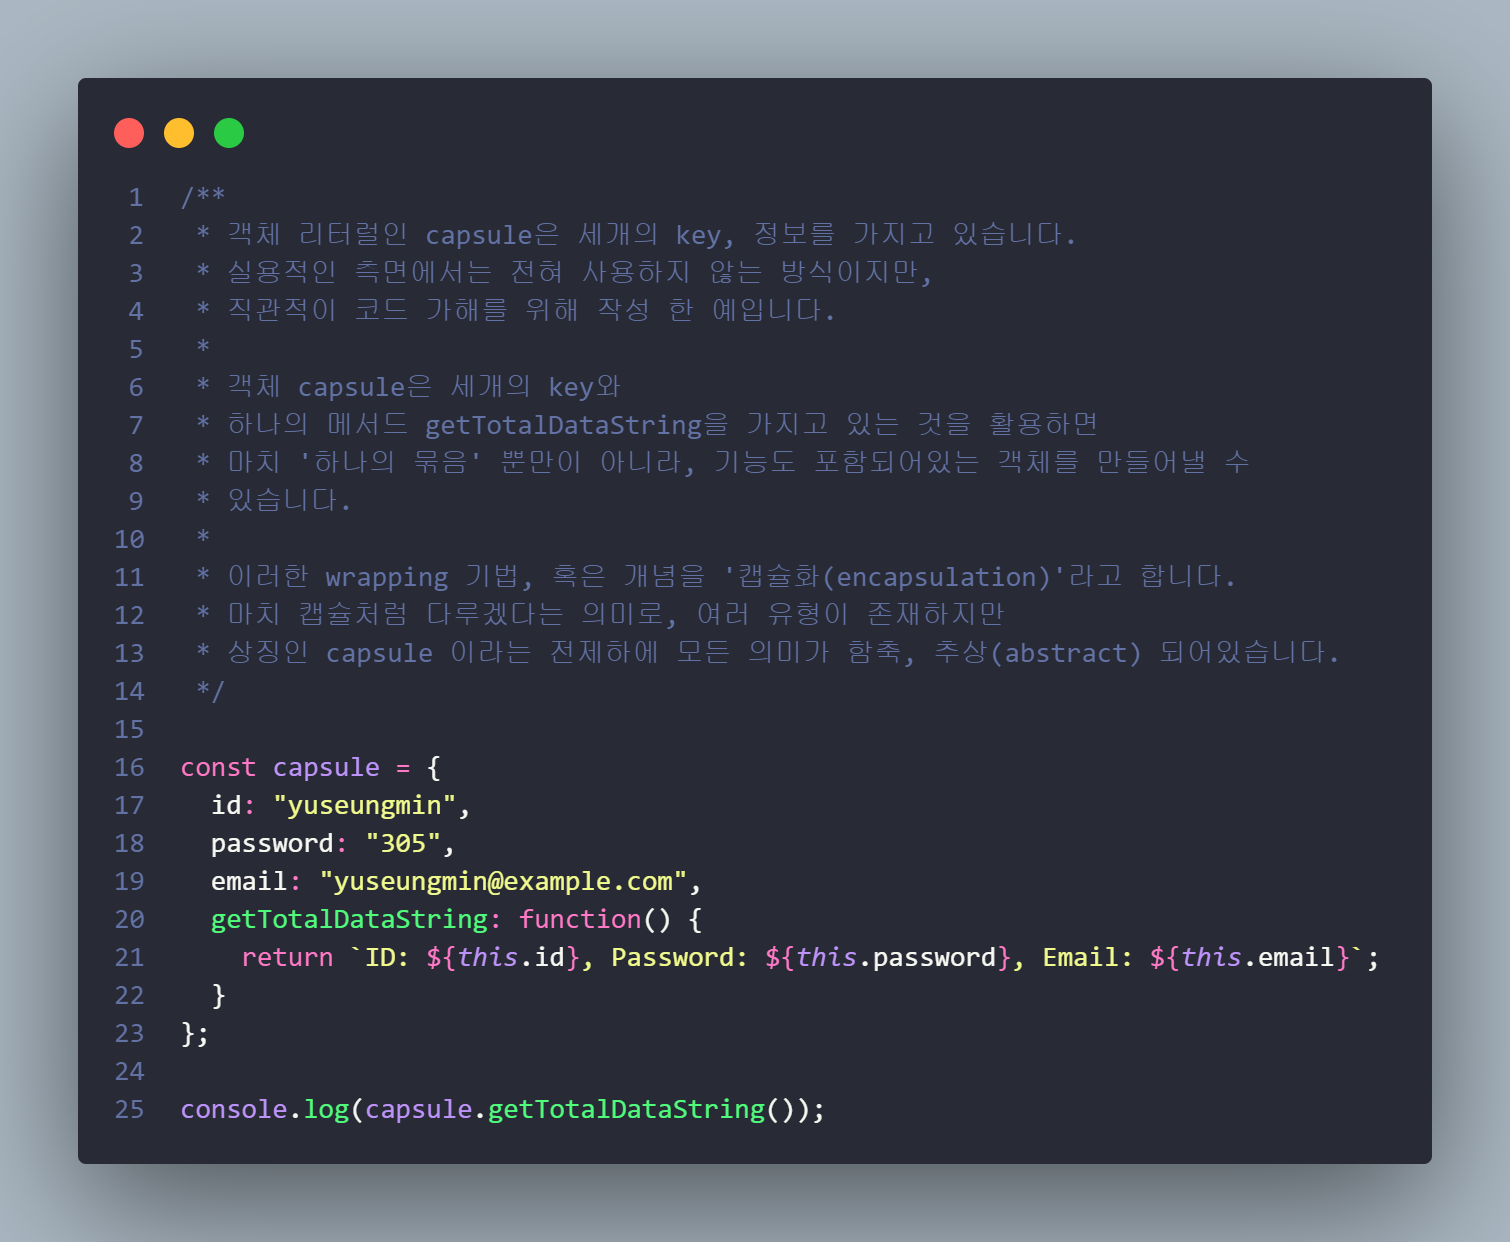 1 /**
2  * 객체 리터럴인 capsule은 세개의 key, 정보를 가지고 있습니다.
3  * 실용적인 측면에서는 전혀 사용하지 않는 방식이지만,
4  * 직관적이 코드 가해를 위해 작성 한 예입니다.
5  *
6  * 객체 capsule은 세개의 key와
7  * 하나의 메서드 getTotalDataString을 가지고 있는 것을 활용하면
8  * 마치 '하나의 묶음' 뿐만이 아니라, 기능도 포함되어있는 객체를 만들어낼 수
9  * 있습니다.
10  *
11  * 이러한 wrapping 기법, 혹은 개념을 '캡슐화(encapsulation)'라고 합니다.
12  * 마치 캡슐처럼 다루겠다는 의미로, 여러 유형이 존재하지만
13  * 상징인 capsule 이라는 전제하에 모든 의미가 함축, 추상(abstract) 되어있습니다.
14  */
15
16 const capsule = {
17   id: "yuseungmin",
18   password: "305",
19   email: "yuseungmin@example.com",
20   getTotalDataString: function() {
21     return `ID: ${this.id}, Password: ${this.password}, Email: ${this.email}`;
22   }
23 };
24
25 console.log(capsule.getTotalDataString());